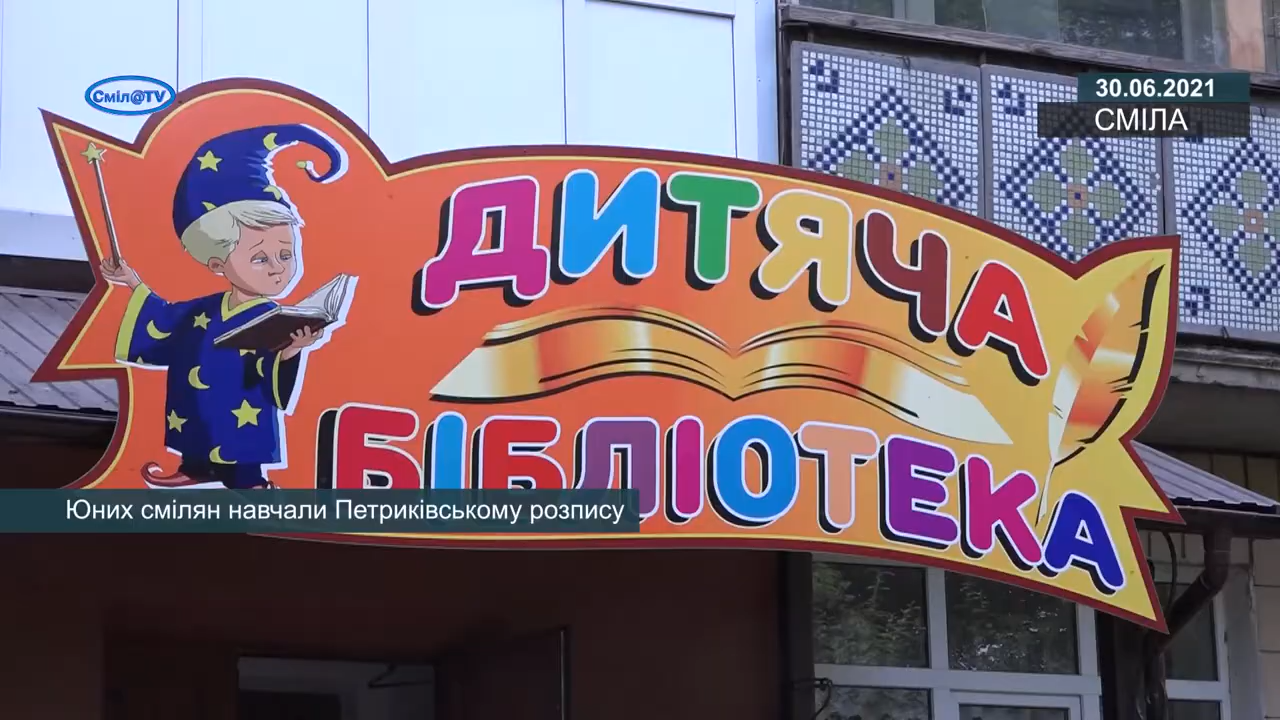 Сміл@TV
30.06.2021
СМІЛА
ДИТЯЧА
БІБЛІОТЕКА
Юних смілян навчали Петриківському розпису